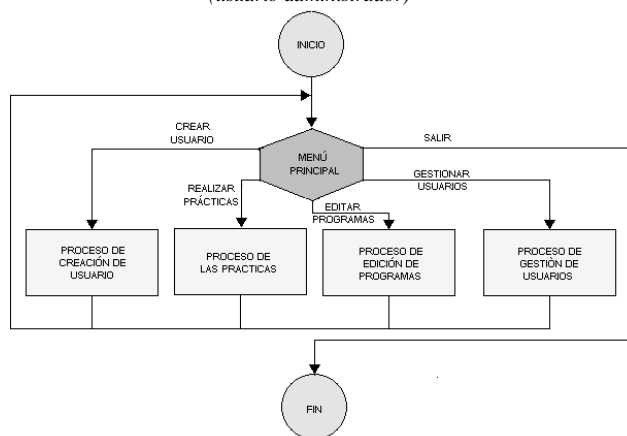 (usuario administrador)
INICIO
CREAR
USUARIO
SALIR
MENÚ
PRINCIPAL
GESTIONAR
USUARIOS
REALIZAR
PRÁCTICAS
EDITAR
PROGRAMAS
PROCESO DE
CREACIÓN DE
USUARIO
PROCESO DE
LAS PRACTICAS
PROCESO DE
EDICIÓN DE
PROGRAMAS
PROCESO DE
GESTIÒN DE
USUARIOS
FIN